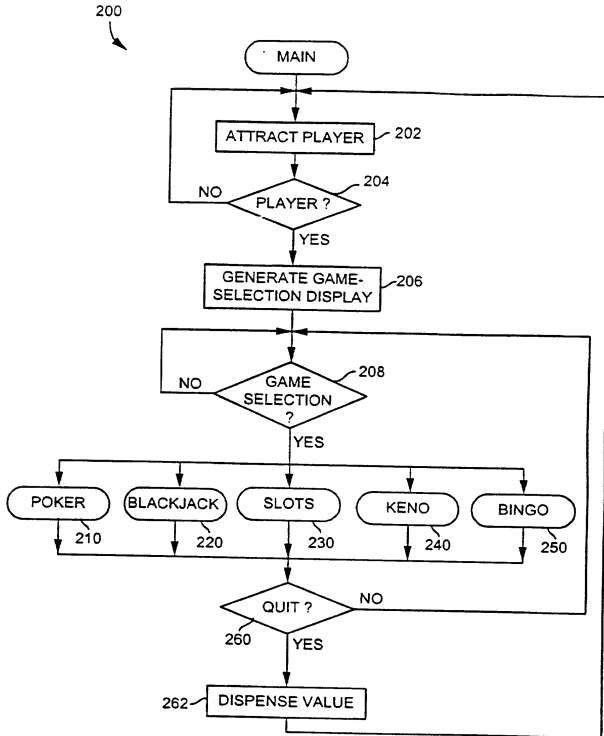 200
MAIN
ATTRACT PLAYER
202
204
NO
PLAYER ?
YES
GENERATE GAME-
SELECTION DISPLAY
206
208
NO
GAME
SELECTION
?
YES
POKER
BLACKJACK
SLOTS
KENO
BINGO
210
220
230
240
250
QUIT ?
NO
260
YES
262
DISPENSE VALUE